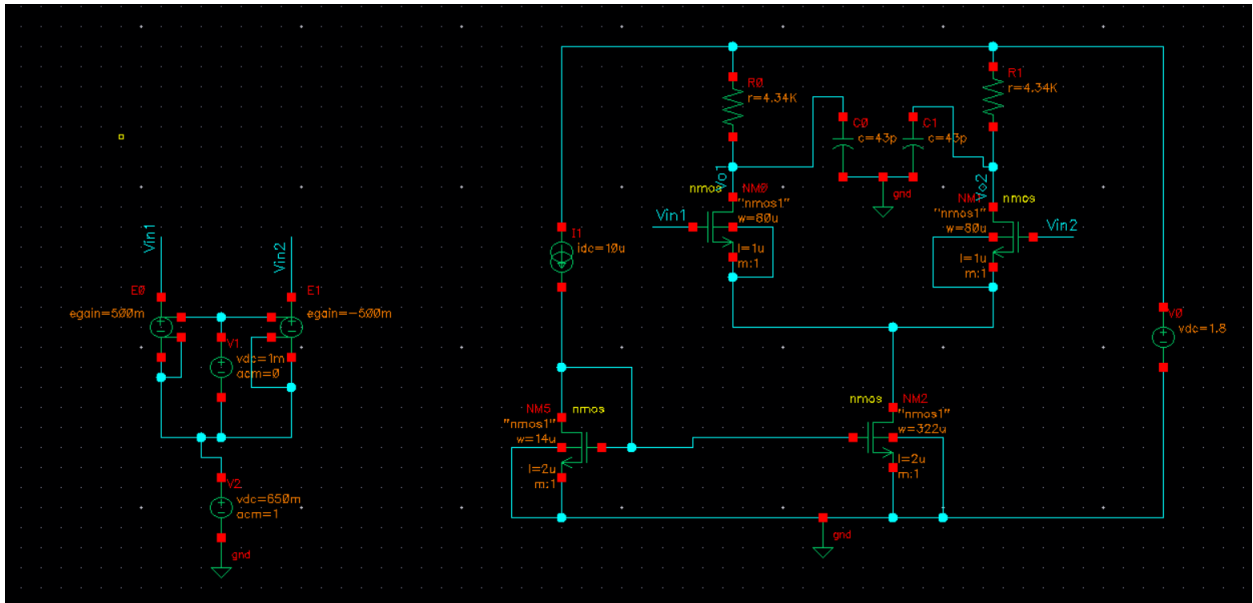 R0
r=4.34K
R1
r=4.34K
C0
c=43p
C1
c=43p
Vo1
Vo2
gnd
nmos
NM0
"nmos1"
w=80u
l=1u
m:1
Vin1
nmos
"nmos1"
w=80u
l=1u
m:1
Vin2
I1
idc=10u
Vin1
Vin2
E0
egain=500m
E1
egain=-500m
V1
vdc=1m
acm=0
V0
vdc=1.8
NM5
nmos
"nmos1"
w=14u
l=2u
m:1
nmos
NM2
"nmos1"
w=322u
l=2u
m:1
V2
vdc=650m
acm=1
gnd
gnd